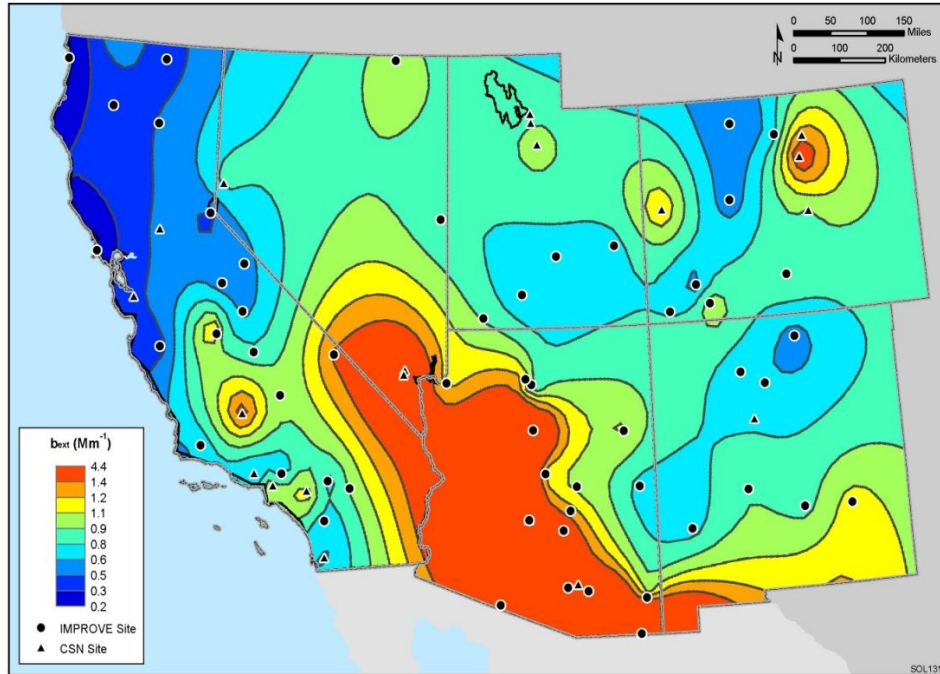 0 50 100 150
Miles
0 100 200
Kilometers
N
bext (Mm-1)
4.4
1.4
1.2
1.1
0.9
0.8
0.6
0.5
0.3
0.2
IMPROVE Site
CSN Site
SOL131